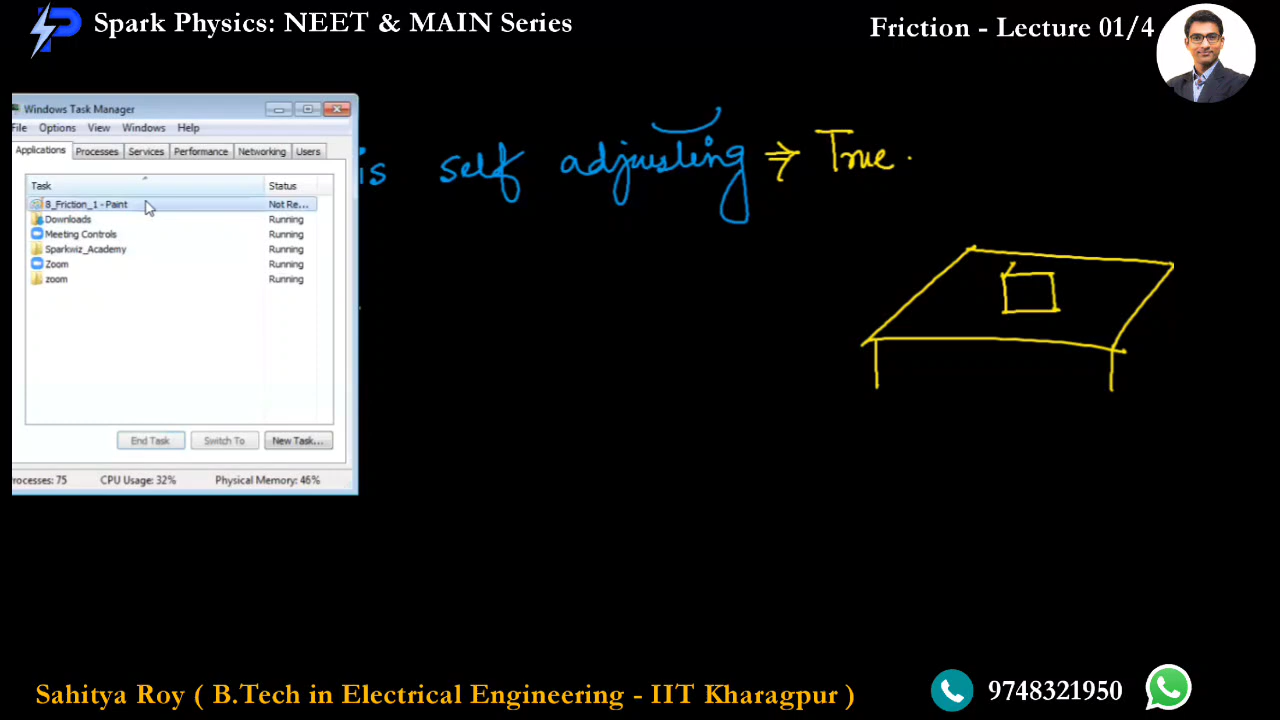 Spark Physics: NEET & MAIN Series
Friction - Lecture 01/4
Windows Task Manager
File Options View Windows Help
Applications Processes Services Performance Networking Users
Task Status
B_Friction_1 - Paint Not Re...
Downloads Running
Meeting Controls Running
Sparkwiz_Academy Running
Zoom Running
zoom Running
End Task Switch To New Task...
rocesses: 75 CPU Usage: 32% Physical Memory: 46%
is self adjusting ⇒ True.
Sahitya Roy ( B.Tech in Electrical Engineering - IIT Kharagpur )
9748321950